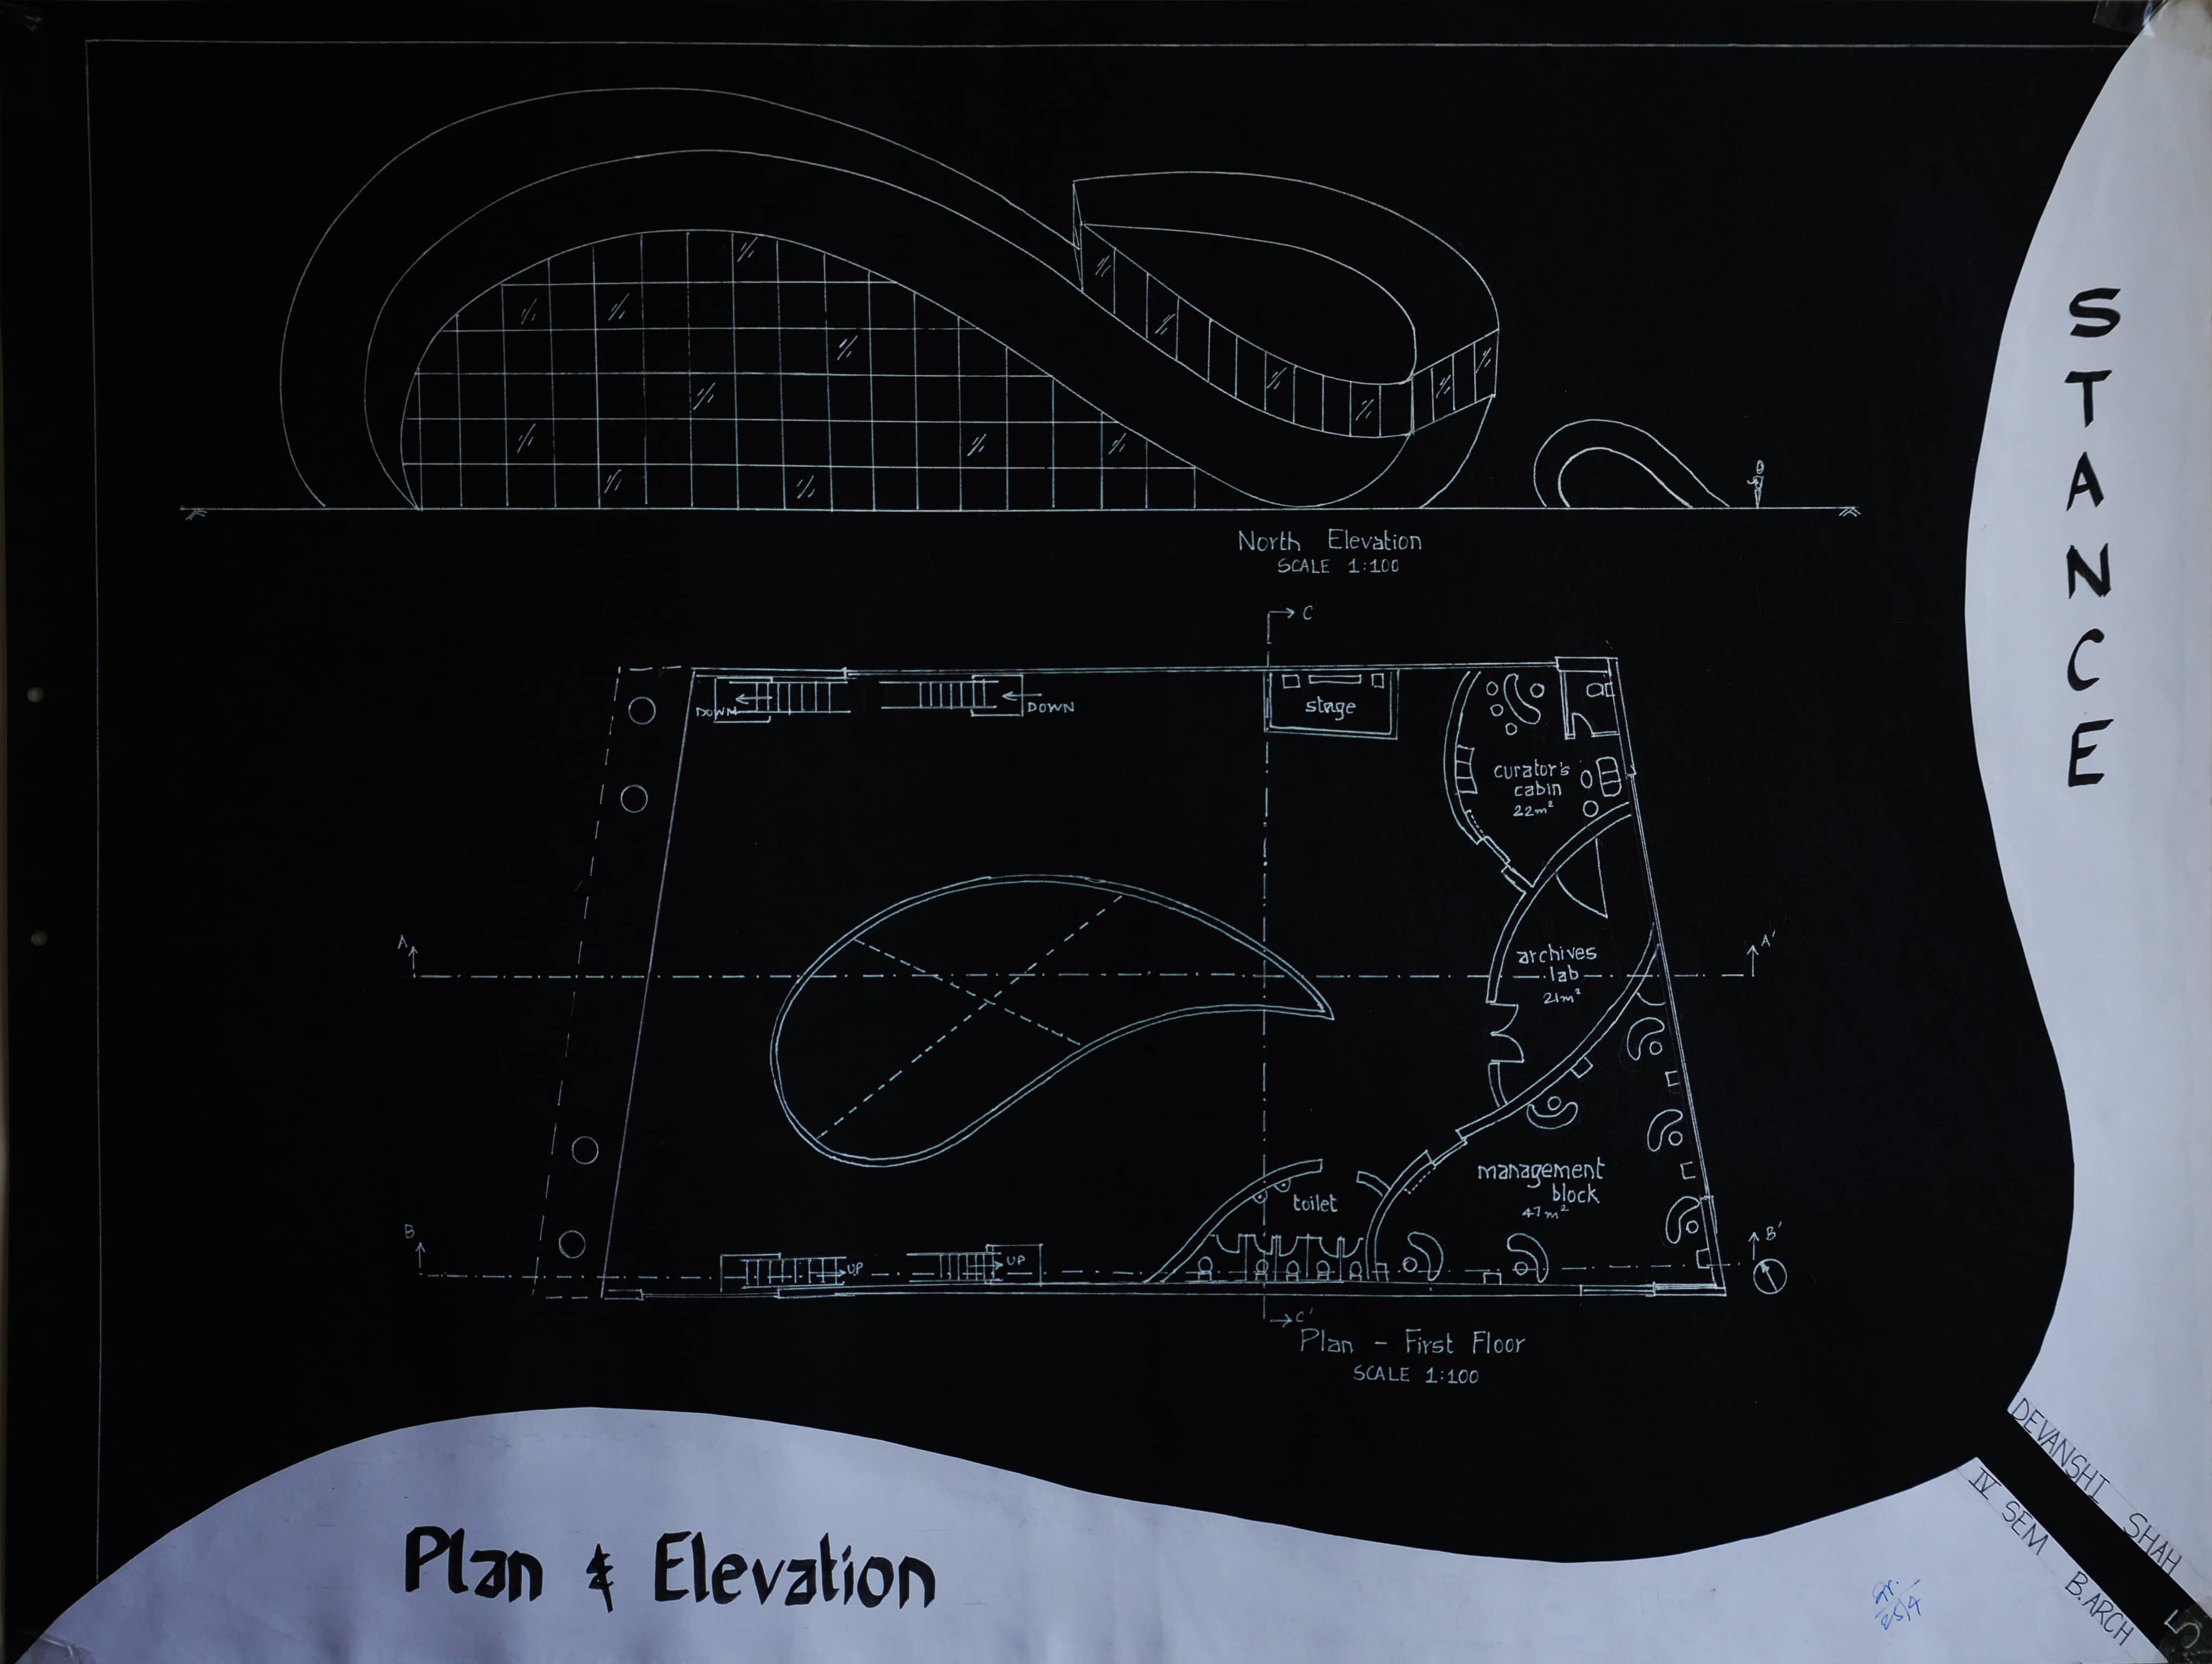 North Elevation
SCALE 1:100
C
DOWN
DOWN
stage
curator's
cabin
22m²
A
A'
archives
lab
21m²
management
block
47m²
toilet
B
B'
UP
UP
C'
Plan - First Floor
SCALE 1:100
STANCE
Plan & Elevation
DEVANSHI SHAH
IV SEM B.ARCH
5
25/4